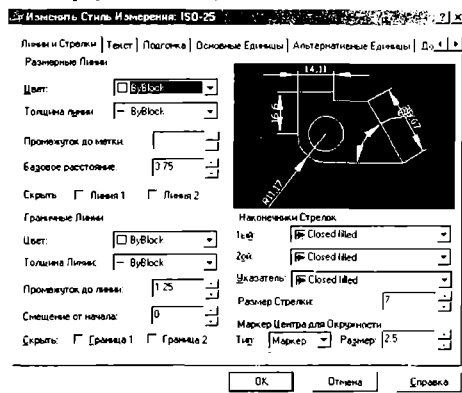 Изменить Стиль Измерения: ISO-25
Линии и Стрелки Текст Подгонка Основные Единицы Альтернативные Единицы До
Размерные Линии
Цвет: ByBlock
Толщина линии — ByBlock
Промежуток до метки:
Базовое расстояние: 3.75
Скрыть Линия 1 Линия 2
Граничные Линии
Цвет: ByBlock
Толщина Линии: — ByBlock
Промежуток до линии: 1.25
Смещение от начала: 0
Скрыть: Граница 1 Граница 2
14,11
16,6
R11,17
Наконечники Стрелок
1ый: Closed filled
2ой: Closed filled
Указатель: Closed filled
Размер Стрелки: 7
Маркер Центра для Окружности
Тип: Маркер Размер: 2.5
OK Отмена Справка